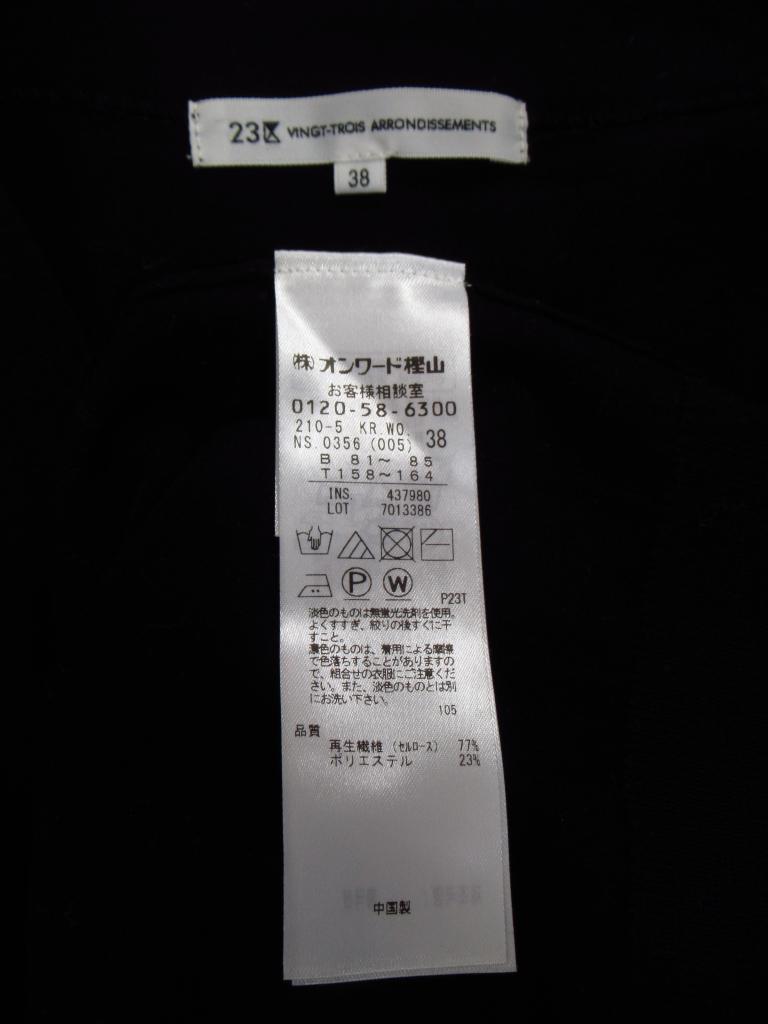 23区 VINGT-TROIS ARRONDISSEMENTS
38
㈱オンワード樫山
お客様相談室
0120-58-6300
210-5 KR.WO.
NS.0356 (005) 38
B 81〜 85
T158〜164
INS. 437980
LOT 7013386
P W
P23T
淡色のものは無蛍光洗剤を使用。
よくすすぎ、絞りの後すぐに干
すこと。
濃色のものは、着用による摩擦
で色落ちすることがありますの
で、組合せの衣服にご注意くだ
さい。また、淡色のものとは別
にお洗い下さい。
105
品質
再生繊維 (セルロース) 77%
ポリエステル 23%
中国製